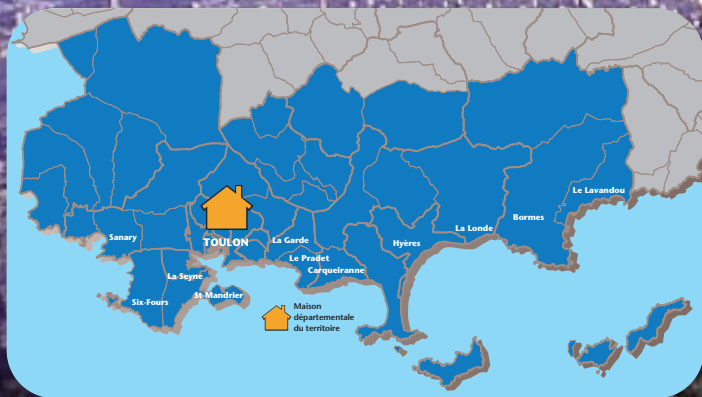 Le Lavandou
Bormes
La Londe
Sanary
TOULON
La Garde
Hyères
Le Pradet
Carqueiranne
La Seyne
St Mandrier
Six-Fours
Maison
départementale
du territoire